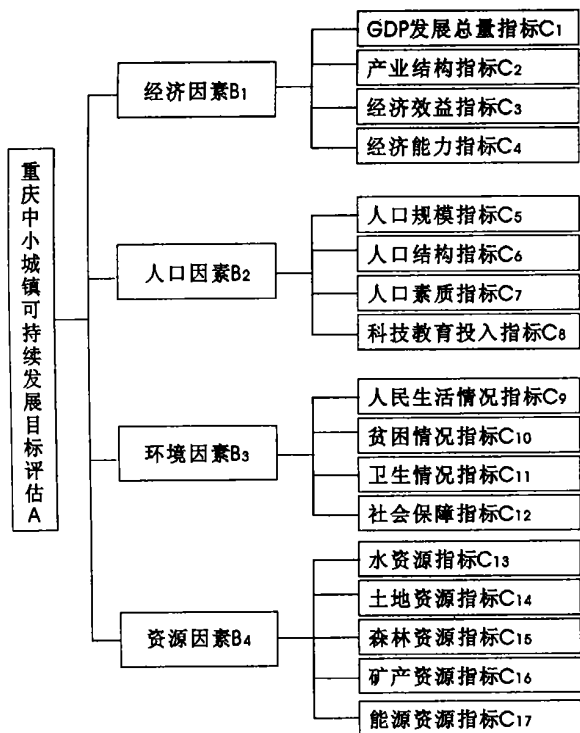 重庆中小城镇可持续发展目标评估A
经济因素B₁
GDP发展总量指标C₁
产业结构指标C₂
经济效益指标C₃
经济能力指标C₄
人口因素B₂
人口规模指标C₅
人口结构指标C₆
人口素质指标C₇
科技教育投入指标C₈
环境因素B₃
人民生活情况指标C₉
贫困情况指标C₁₀
卫生情况指标C₁₁
社会保障指标C₁₂
资源因素B₄
水资源指标C₁₃
土地资源指标C₁₄
森林资源指标C₁₅
矿产资源指标C₁₆
能源资源指标C₁₇